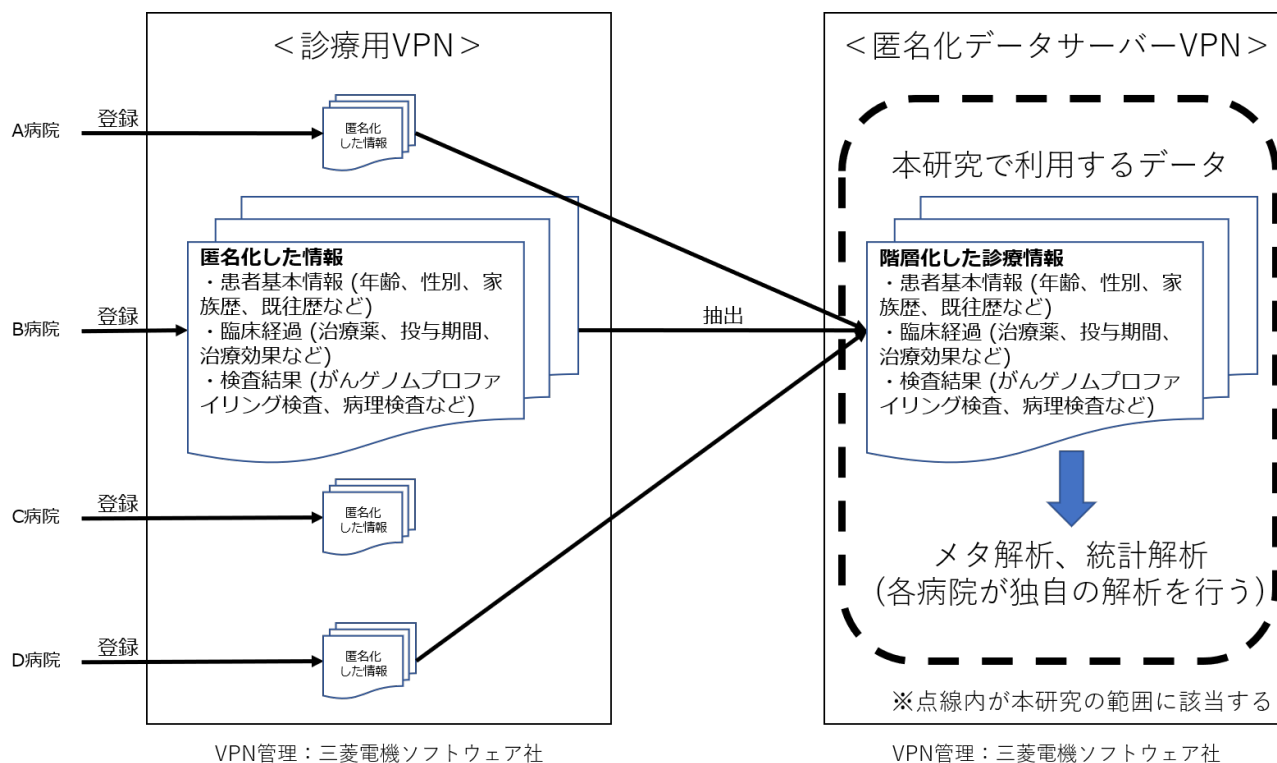 ＜診療用VPN＞
A病院
登録
匿名化
した情報
B病院
登録
匿名化した情報
・患者基本情報 (年齢、性別、家
族歴、既往歴など)
・臨床経過 (治療薬、投与期間、
治療効果など)
・検査結果 (がんゲノムプロファ
イリング検査、病理検査など)
C病院
登録
匿名化
した情報
D病院
登録
匿名化
した情報
VPN管理：三菱電機ソフトウェア社
抽出
＜匿名化データサーバーVPN＞
本研究で利用するデータ
階層化した診療情報
・患者基本情報 (年齢、性別、家
族歴、既往歴など)
・臨床経過 (治療薬、投与期間、
治療効果など)
・検査結果 (がんゲノムプロファ
イリング検査、病理検査など)
メタ解析、統計解析
(各病院が独自の解析を行う)
※点線内が本研究の範囲に該当する
VPN管理：三菱電機ソフトウェア社